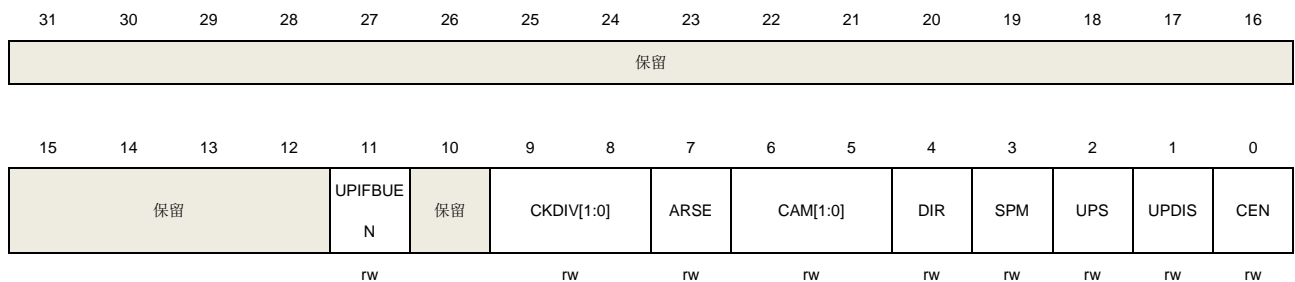 31 30 29 28 27 26 25 24 23 22 21 20 19 18 17 16
保留
15 14 13 12 11 10 9 8 7 6 5 4 3 2 1 0
保留 UPIFBUE N 保留 CKDIV[1:0] ARSE CAM[1:0] DIR SPM UPS UPDIS CEN
rw rw rw rw rw rw rw rw rw